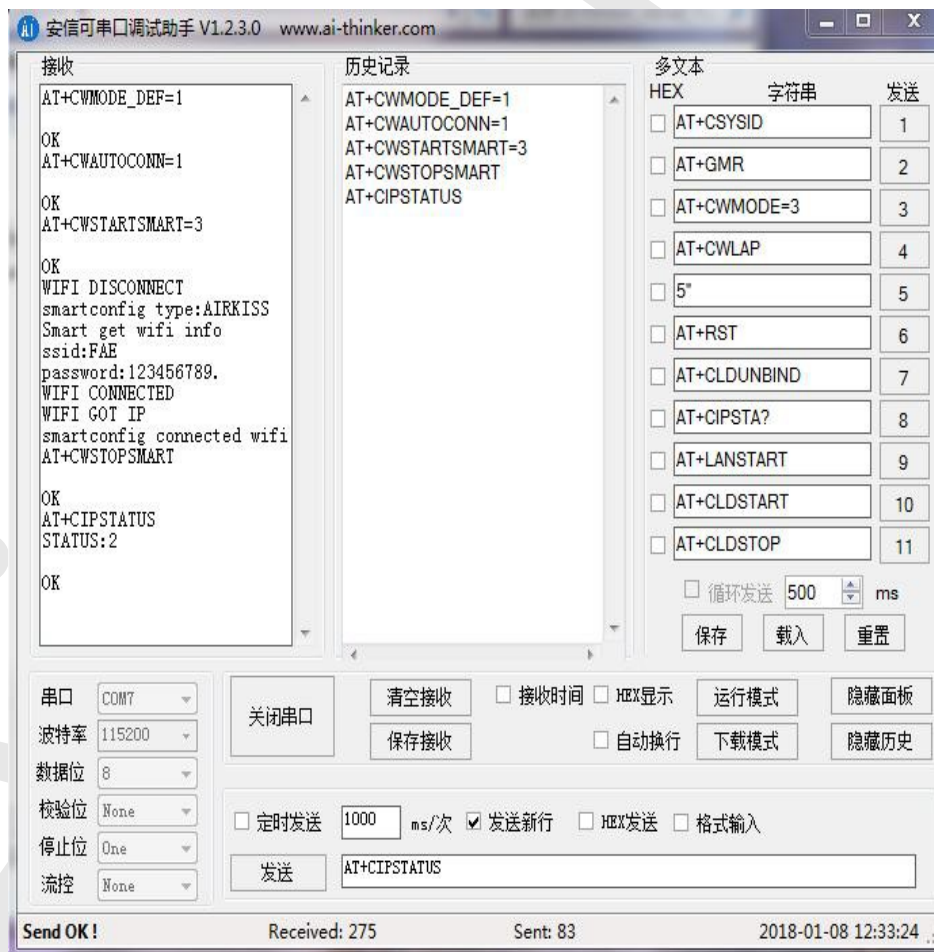 安信可串口调试助手 V1.2.3.0 www.ai-thinker.com
接收
AT+CWMODE_DEF=1
OK
AT+CWAUTOCONN=1
OK
AT+CWSTARTSMART=3
OK
WIFI DISCONNECT
smartconfig type:AIRKISS
Smart get wifi info
ssid:FAE
password:123456789.
WIFI CONNECTED
WIFI GOT IP
smartconfig connected wifi
AT+CWSTOPSMART
OK
AT+CIPSTATUS
STATUS:2
OK
历史记录
AT+CWMODE_DEF=1
AT+CWAUTOCONN=1
AT+CWSTARTSMART=3
AT+CWSTOPSMART
AT+CIPSTATUS
多文本
HEX 字符串 发送
AT+CSYSID 1
AT+GMR 2
AT+CWMODE=3 3
AT+CWLAP 4
5" 5
AT+RST 6
AT+CLDUNBIND 7
AT+CIPSTA? 8
AT+LANSTART 9
AT+CLDSTART 10
AT+CLDSTOP 11
循环发送 500 ms
保存 载入 重置
串口 COM7
波特率 115200
数据位 8
校验位 None
停止位 One
流控 None
关闭串口
清空接收 接收时间 HEX显示 运行模式 隐藏面板
保存接收 自动换行 下载模式 隐藏历史
定时发送 1000 ms/次 发送新行 HEX发送 格式输入
发送 AT+CIPSTATUS
Send OK! Received: 275 Sent: 83 2018-01-08 12:33:24